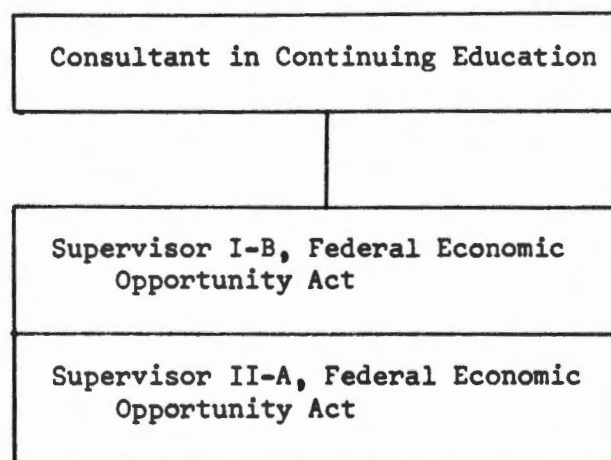 Consultant in Continuing Education
Supervisor I-B, Federal Economic
Opportunity Act
Supervisor II-A, Federal Economic
Opportunity Act